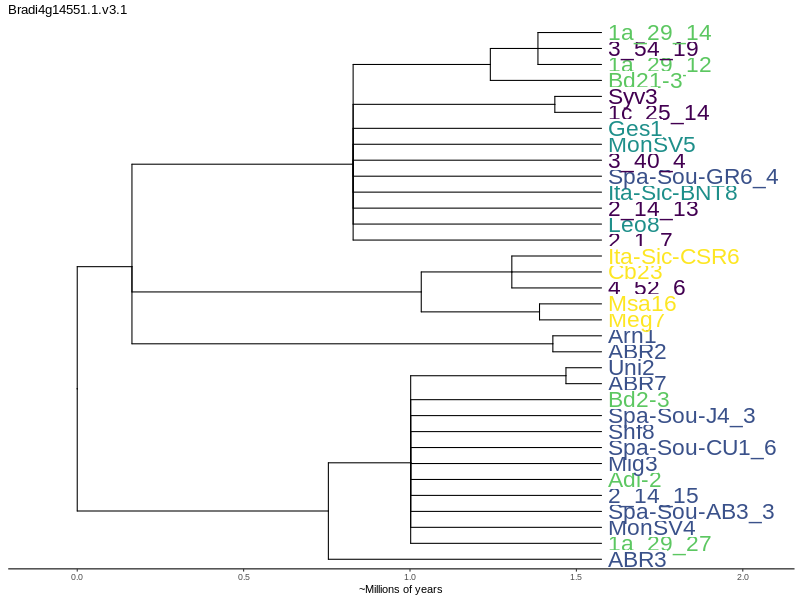 Bradi4g14551.1.v3.1
1a_29_14
3_54_19
1a_29_12
Bd21-3
Syv3
1c_25_14
Ges1
MonSV5
3_40_4
Spa-Sou-GR6_4
Ita-Sic-BNT8
2_14_13
Leo8
2_1_7
Ita-Sic-CSR6
Cb23
4_52_6
Msa16
Meg7
Arn1
ABR2
Uni2
ABR7
Bd2-3
Spa-Sou-J4_3
Snf8
Spa-Sou-CU1_6
Mig3
Adi-2
2_14_15
Spa-Sou-AB3_3
MonSV4
1a_29_27
ABR3
0.0 0.5 1.0 1.5 2.0
~Millions of years